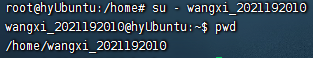 root@hyUbuntu:/home# su - wangxi_2021192010
wangxi_2021192010@hyUbuntu:~$ pwd
/home/wangxi_2021192010